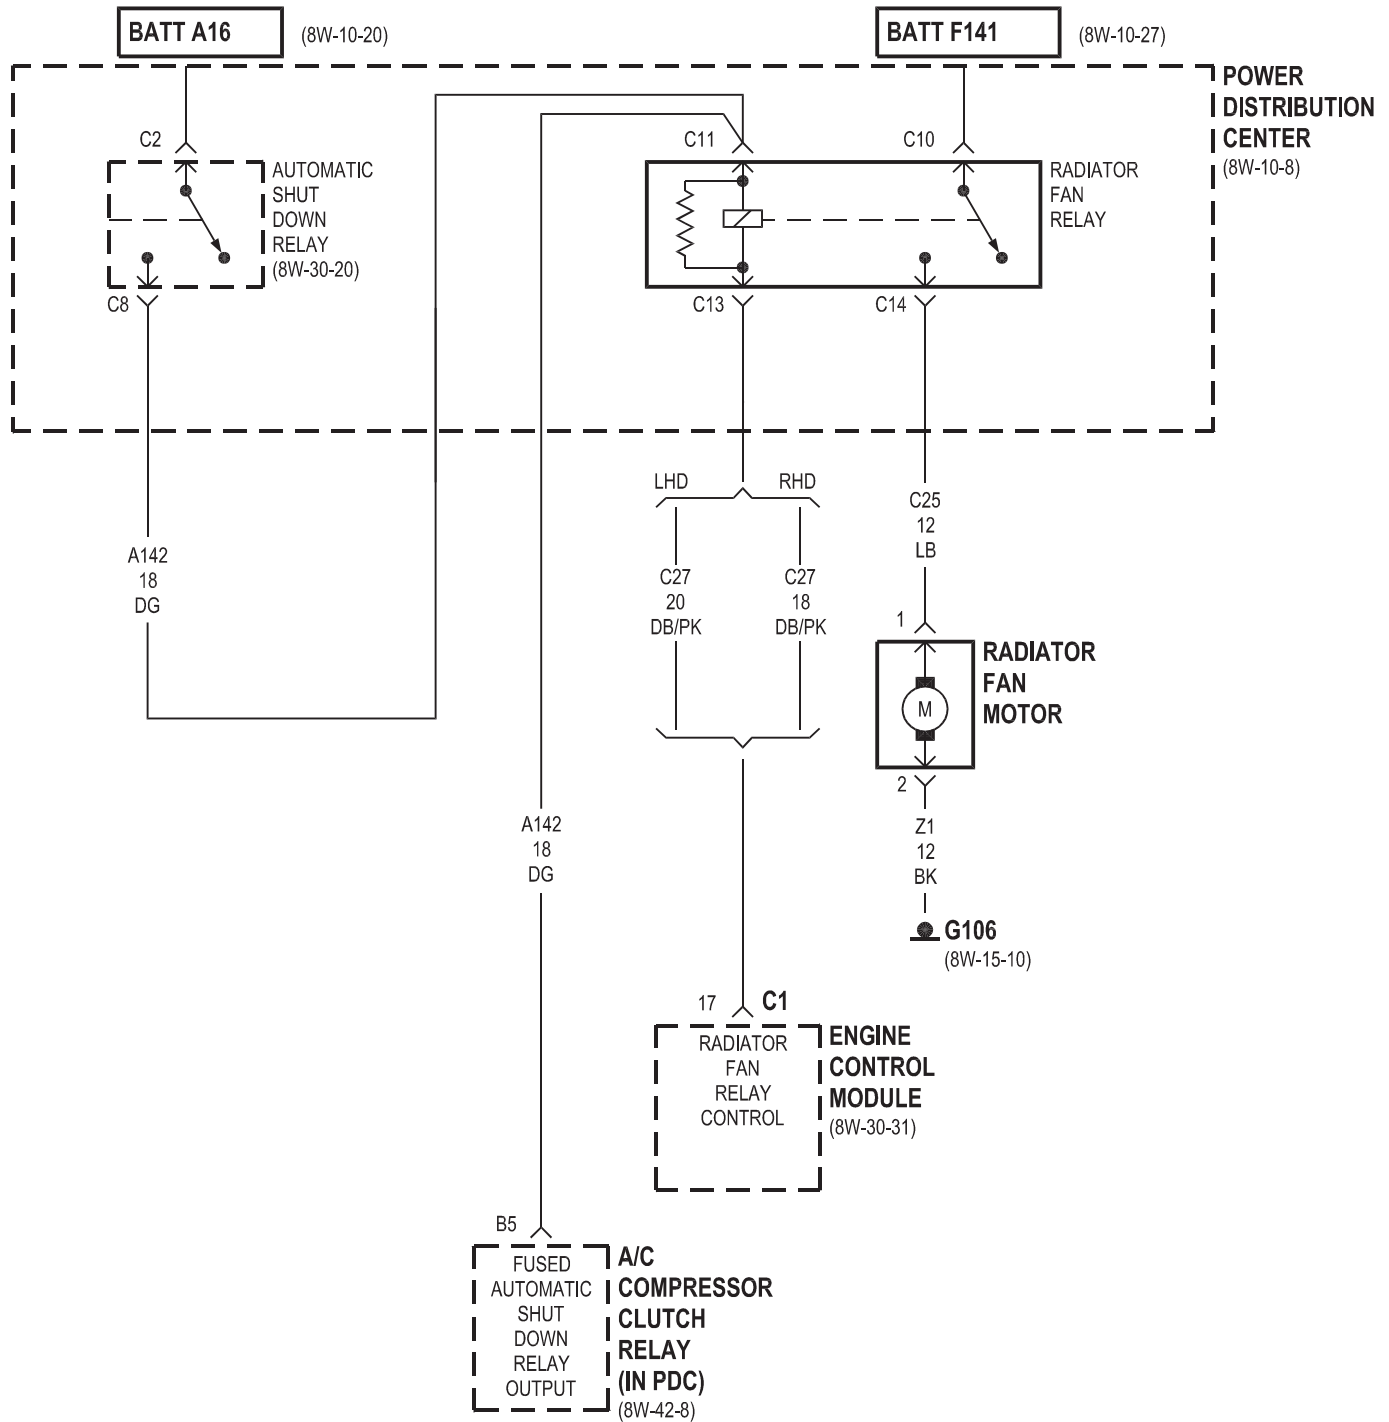 BATT A16
(8W-10-20)
BATT F141
(8W-10-27)
POWER
DISTRIBUTION
CENTER
(8W-10-8)
C2
C11
C10
AUTOMATIC
SHUT
DOWN
RELAY
(8W-30-20)
RADIATOR
FAN
RELAY
C8
C13
C14
LHD
RHD
C25
12
LB
A142
18
DG
C27
20
DB/PK
C27
18
DB/PK
1
RADIATOR
FAN
MOTOR
M
2
A142
18
DG
Z1
12
BK
G106
(8W-15-10)
17
C1
RADIATOR
FAN
RELAY
CONTROL
ENGINE
CONTROL
MODULE
(8W-30-31)
B5
FUSED
AUTOMATIC
SHUT
DOWN
RELAY
OUTPUT
A/C
COMPRESSOR
CLUTCH
RELAY
(IN PDC)
(8W-42-8)